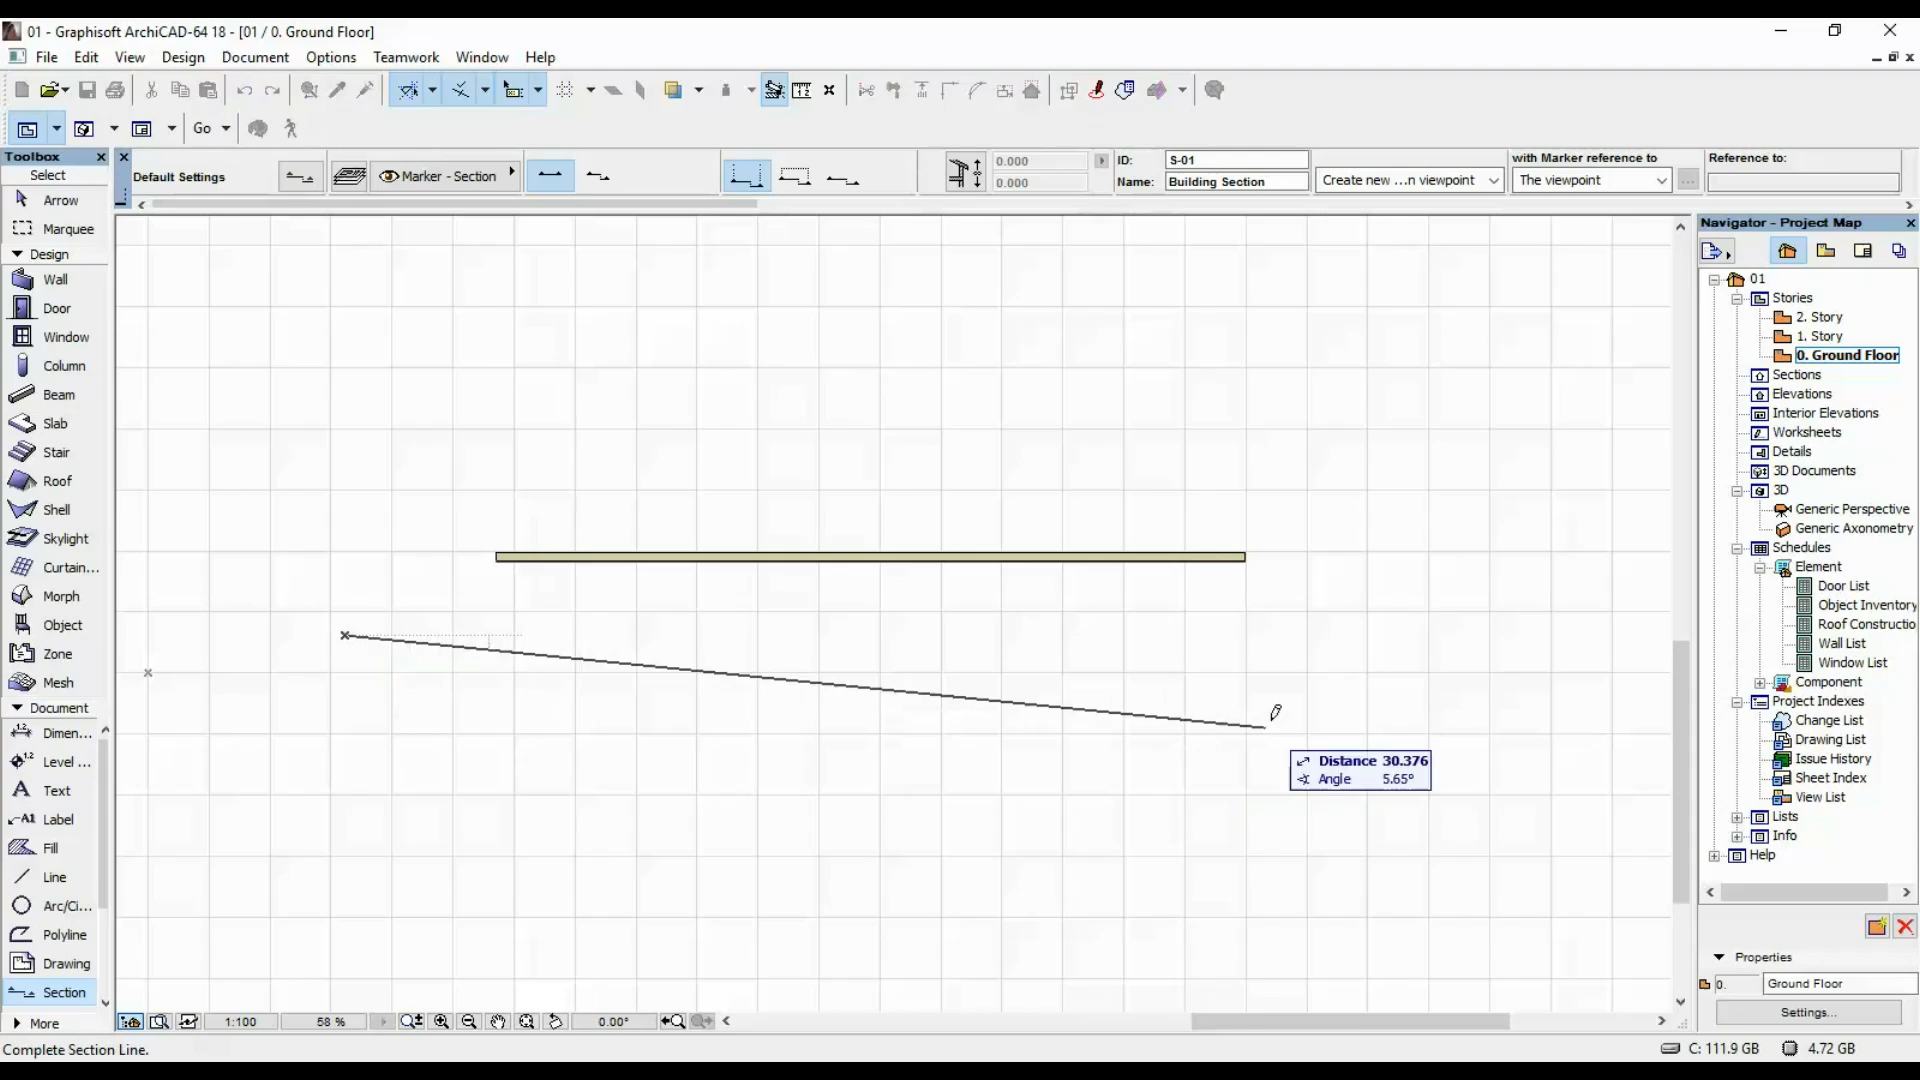 01 - Graphisoft ArchiCAD-64 18 - [01 / 0. Ground Floor]
File Edit View Design Document Options Teamwork Window Help
Go
Toolbox
Select
Arrow
Marquee
Design
Wall
Door
Window
Column
Beam
Slab
Stair
Roof
Shell
Skylight
Curtain...
Morph
Object
Zone
Mesh
Document
Dimen...
Level ...
Text
Label
Fill
Line
Arc/Ci...
Polyline
Drawing
Section
More
Default Settings
Marker - Section
0.000
0.000
ID: S-01
Name: Building Section
Create new ...n viewpoint
with Marker reference to
The viewpoint
Reference to:
Distance 30.376
Angle 5.65°
Navigator - Project Map
01
Stories
2. Story
1. Story
0. Ground Floor
Sections
Elevations
Interior Elevations
Worksheets
Details
3D Documents
3D
Generic Perspective
Generic Axonometry
Schedules
Element
Door List
Object Inventory
Roof Constructio
Wall List
Window List
Component
Project Indexes
Change List
Drawing List
Issue History
Sheet Index
View List
Lists
Info
Help
Properties
0. Ground Floor
Settings...
1:100 58 % 0.00°
Complete Section Line.
C: 111.9 GB 4.72 GB